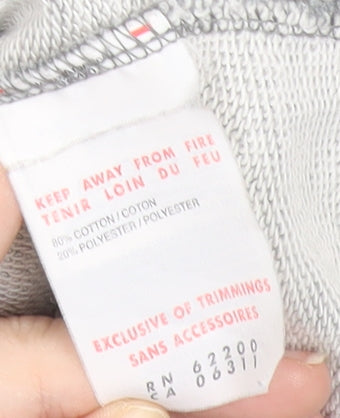 KEEP AWAY FROM FIRE
TENIR LOIN DU FEU
80% COTTON/COTON
20% POLYESTER/POLYESTER
EXCLUSIVE OF TRIMMINGS
SANS ACCESSOIRES
RN 62200
CA 06311